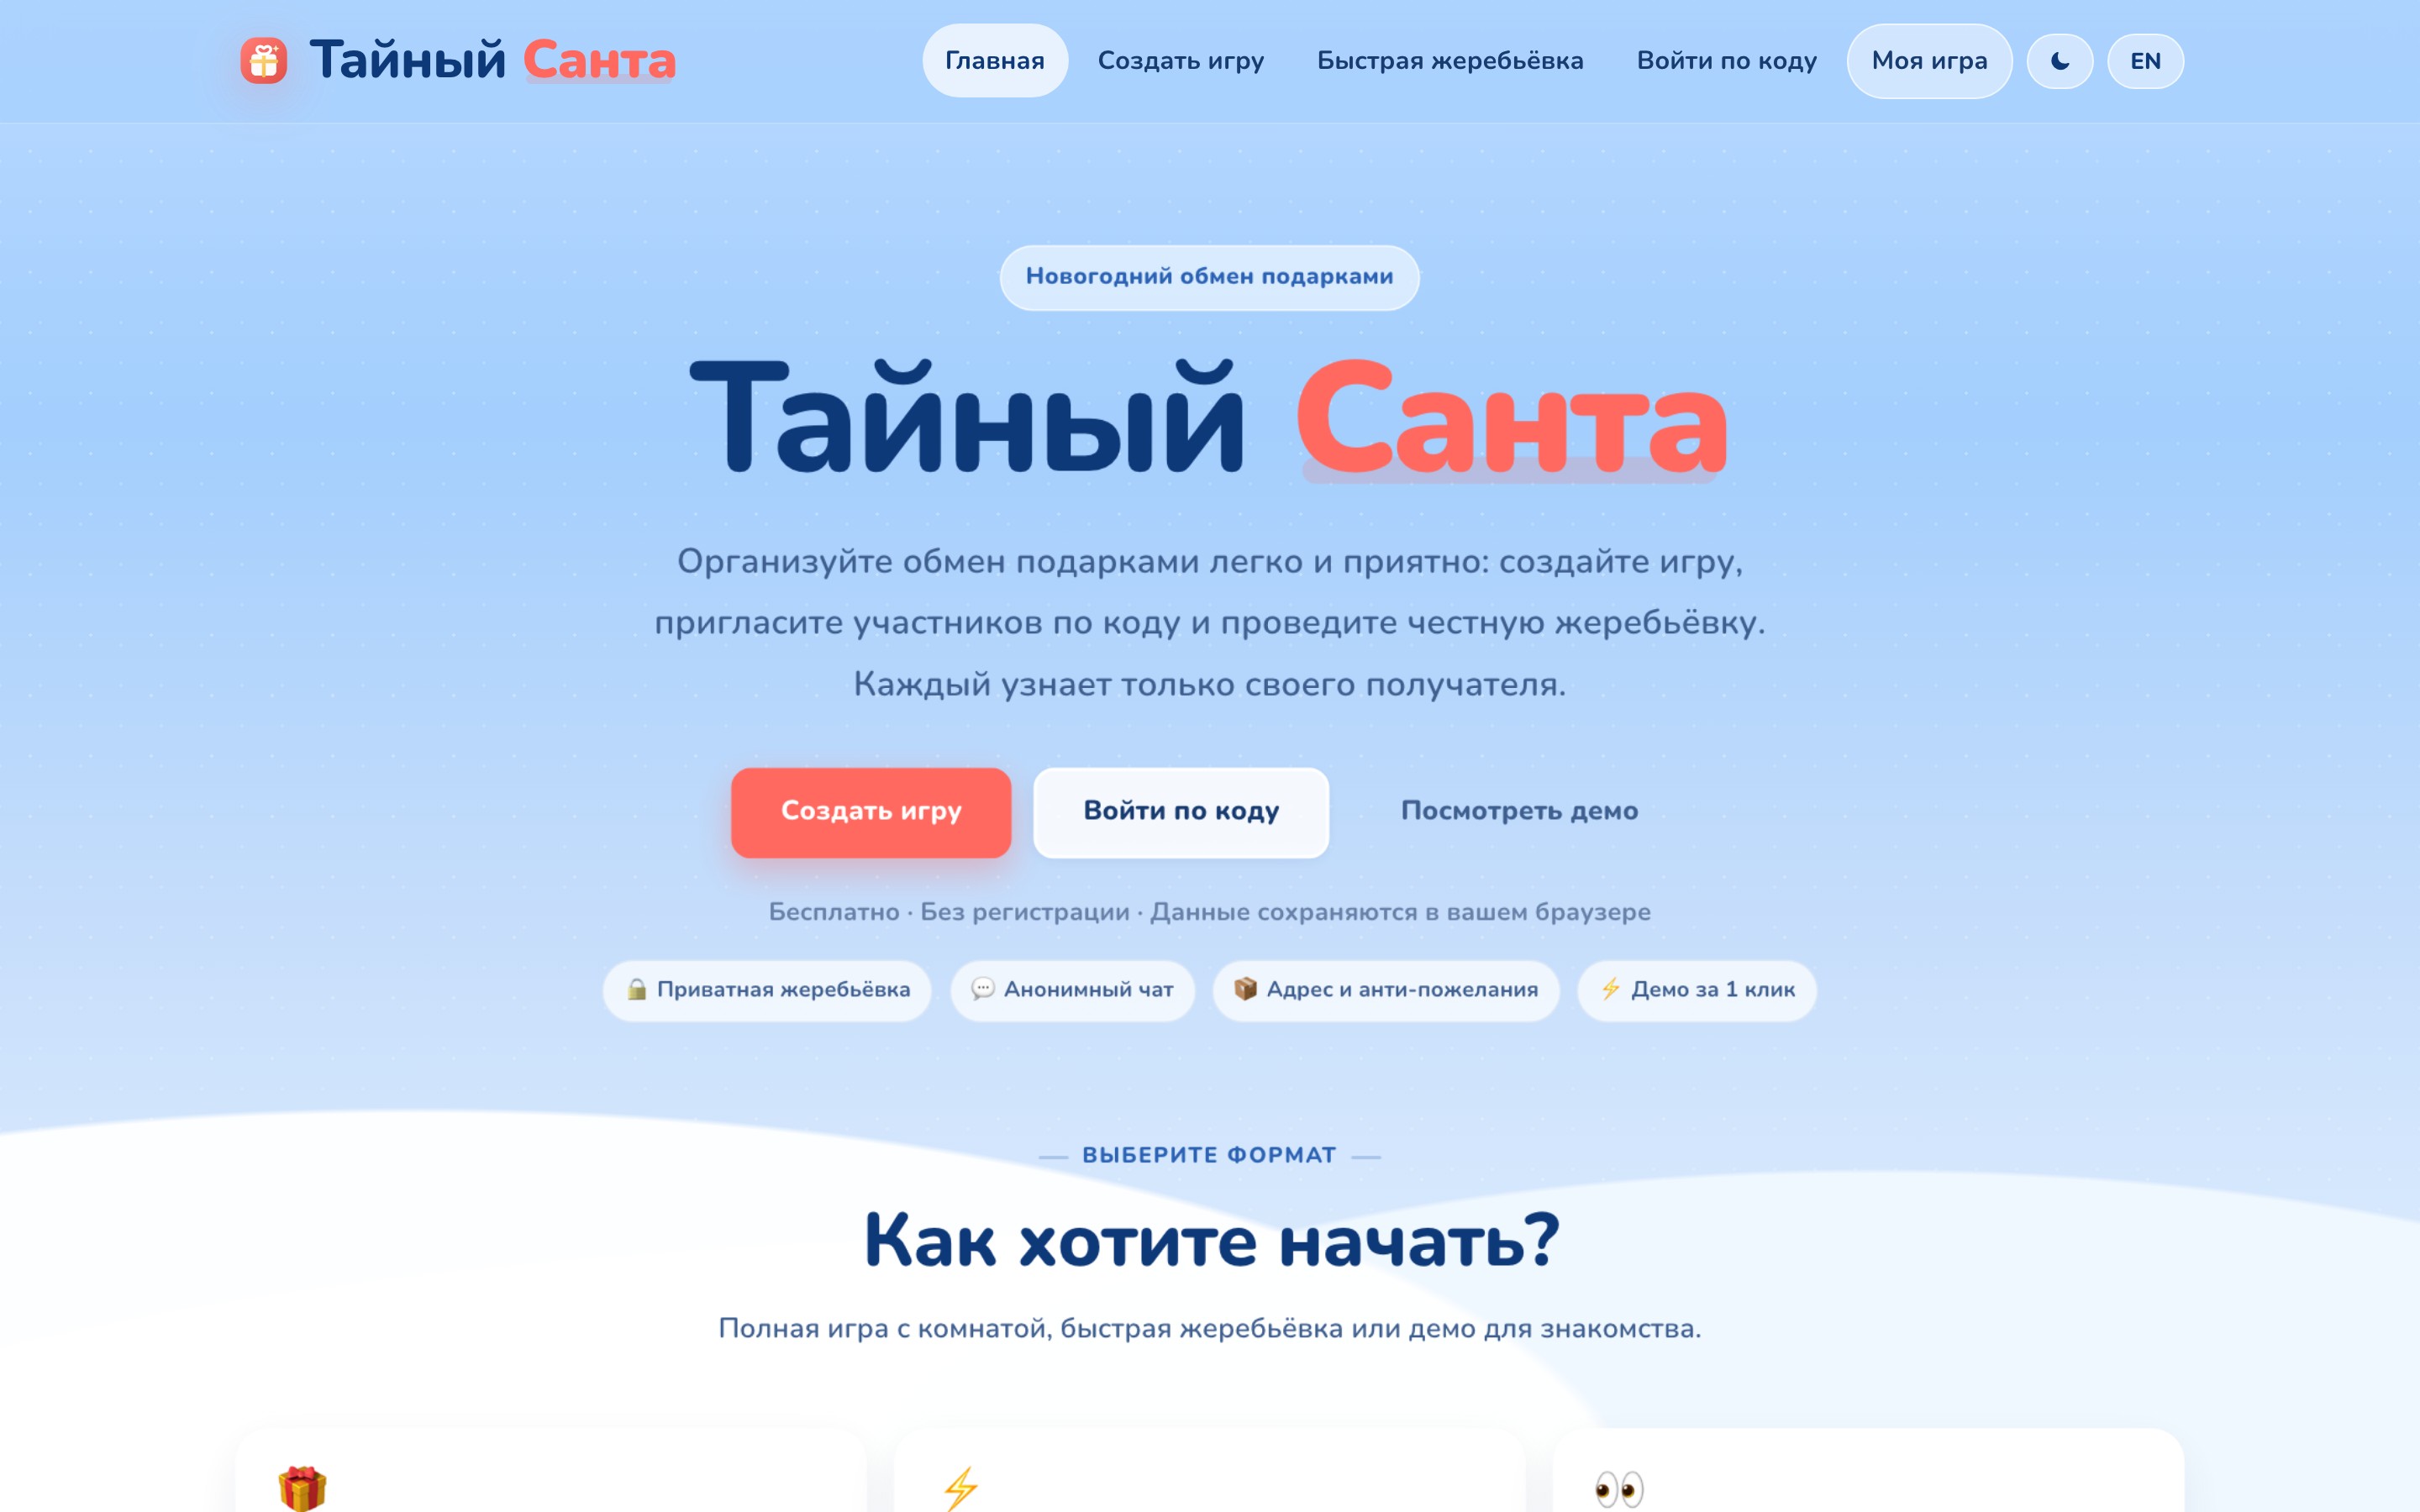 Тайный Санта
Главная
Создать игру
Быстрая жеребьёвка
Войти по коду
Моя игра
EN
Новогодний обмен подарками
Тайный Санта
Организуйте обмен подарками легко и приятно: создайте игру,
пригласите участников по коду и проведите честную жеребьёвку.
Каждый узнает только своего получателя.
Создать игру
Войти по коду
Посмотреть демо
Бесплатно · Без регистрации · Данные сохраняются в вашем браузере
Приватная жеребьёвка
Анонимный чат
Адрес и анти-пожелания
Демо за 1 клик
ВЫБЕРИТЕ ФОРМАТ
Как хотите начать?
Полная игра с комнатой, быстрая жеребьёвка или демо для знакомства.